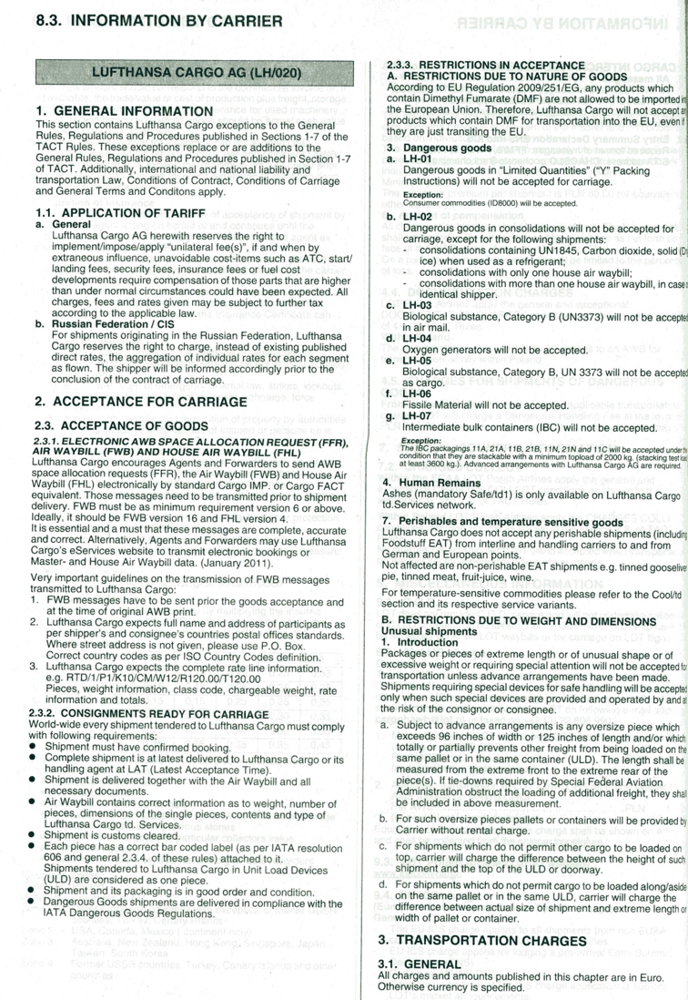 8.3. INFORMATION BY CARRIER
LUFTHANSA CARGO AG (LH/020)
1. GENERAL INFORMATION
This section contains Lufthansa Cargo exceptions to the General
Rules, Regulations and Procedures published in Sections 1-7 of the
TACT Rules. These exceptions replace or are additions to the
General Rules, Regulations and Procedures published in Section 1-7
of TACT. Additionally, international and national liability and
transportation Law, Conditions of Contract, Conditions of Carriage
and General Terms and Conditons apply.
1.1. APPLICATION OF TARIFF
a. General
Lufthansa Cargo AG herewith reserves the right to
implement/impose/apply “unilateral fee(s)”, if and when by
extraneous influence, unavoidable cost-items such as ATC, start/
landing fees, security fees, insurance fees or fuel cost
developments require compensation of those parts that are higher
than under normal circumstances could have been expected. All
charges, fees and rates given may be subject to further tax
according to the applicable law.
b. Russian Federation / CIS
For shipments originating in the Russian Federation, Lufthansa
Cargo reserves the right to charge, instead of existing published
direct rates, the aggregation of individual rates for each segment
as flown. The shipper will be informed accordingly prior to the
conclusion of the contract of carriage.
2. ACCEPTANCE FOR CARRIAGE
2.3. ACCEPTANCE OF GOODS
2.3.1. ELECTRONIC AWB SPACE ALLOCATION REQUEST (FFR),
AIR WAYBILL (FWB) AND HOUSE AIR WAYBILL (FHL)
Lufthansa Cargo encourages Agents and Forwarders to send AWB
space allocation requests (FFR), the Air Waybill (FWB) and House Air
Waybill (FHL) electronically by standard Cargo IMP. or Cargo FACT
equivalent. Those messages need to be transmitted prior to shipment
delivery. FWB must be as minimum requirement version 6 or above.
Ideally, it should be FWB version 16 and FHL version 4.
It is essential and a must that these messages are complete, accurate
and correct. Alternatively, Agents and Forwarders may use Lufthansa
Cargo's eServices website to transmit electronic bookings or
Master- and House Air Waybill data. (January 2011).
Very important guidelines on the transmission of FWB messages
transmitted to Lufthansa Cargo:
1. FWB messages have to be sent prior the goods acceptance and
at the time of original AWB print.
2. Lufthansa Cargo expects full name and address of participants as
per shipper's and consignee's countries postal offices standards.
Where street address is not given, please use P.O. Box.
Correct country codes as per ISO Country Codes definition.
3. Lufthansa Cargo expects the complete rate line information.
e.g. RTD/1/P1/K10/CM/W12/R120.00/T120.00
Pieces, weight information, class code, chargeable weight, rate
information and totals.
2.3.2. CONSIGNMENTS READY FOR CARRIAGE
World-wide every shipment tendered to Lufthansa Cargo must comply
with following requirements:
● Shipment must have confirmed booking.
● Complete shipment is at latest delivered to Lufthansa Cargo or its
handling agent at LAT (Latest Acceptance Time).
● Shipment is delivered together with the Air Waybill and all
necessary documents.
● Air Waybill contains correct information as to weight, number of
pieces, dimensions of the single pieces, contents and type of
Lufthansa Cargo td. Services.
● Shipment is customs cleared.
● Each piece has a correct bar coded label (as per IATA resolution
606 and general 2.3.4. of these rules) attached to it.
Shipments tendered to Lufthansa Cargo in Unit Load Devices
(ULD) are considered as one piece.
● Shipment and its packaging is in good order and condition.
● Dangerous Goods shipments are delivered in compliance with the
IATA Dangerous Goods Regulations.
2.3.3. RESTRICTIONS IN ACCEPTANCE
A. RESTRICTIONS DUE TO NATURE OF GOODS
According to EU Regulation 2009/251/EG, any products which
contain Dimethyl Fumarate (DMF) are not allowed to be imported in
the European Union. Therefore, Lufthansa Cargo will not accept
products which contain DMF for transportation into the EU, even if
they are just transiting the EU.
3. Dangerous goods
a. LH-01
Dangerous goods in “Limited Quantities” (“Y” Packing
Instructions) will not be accepted for carriage.
Exception:
Consumer commodities (ID8000) will be accepted.
b. LH-02
Dangerous goods in consolidations will not be accepted for
carriage, except for the following shipments:
- consolidations containing UN1845, Carbon dioxide, solid
ice) when used as a refrigerant;
- consolidations with only one house air waybill;
- consolidations with more than one house air waybill, in case
identical shipper.
c. LH-03
Biological substance, Category B (UN3373) will not be accepted
in air mail.
d. LH-04
Oxygen generators will not be accepted.
e. LH-05
Biological substance, Category B, UN 3373 will not be accepted
as cargo.
f. LH-06
Fissile Material will not be accepted.
g. LH-07
Intermediate bulk containers (IBC) will not be accepted.
Exception:
The IBC packagings 11A, 21A, 11B, 21B, 11N, 21N and 11C will be accepted under
condition that they are stackable with a minimum topload of 2000 kg. (stacking test
at least 3600 kg.). Advanced arrangements with Lufthansa Cargo AG are required.
4. Human Remains
Ashes (mandatory Safe/td1) is only available on Lufthansa Cargo
td.Services network.
7. Perishables and temperature sensitive goods
Lufthansa Cargo does not accept any perishable shipments (including
Foodstuff EAT) from interline and handling carriers to and from
German and European points.
Not affected are non-perishable EAT shipments e.g. tinned gooselive
pie, tinned meat, fruit-juice, wine.
For temperature-sensitive commodities please refer to the Cool/td
section and its respective service variants.
B. RESTRICTIONS DUE TO WEIGHT AND DIMENSIONS
Unusual shipments
1. Introduction
Packages or pieces of extreme length or of unusual shape or of
excessive weight or requiring special attention will not be accepted for
transportation unless advance arrangements have been made.
Shipments requiring special devices for safe handling will be accepted
only when such special devices are provided and operated by and at
the risk of the consignor or consignee.
a. Subject to advance arrangements is any oversize piece which
exceeds 96 inches of width or 125 inches of length and/or which
totally or partially prevents other freight from being loaded on the
same pallet or in the same container (ULD). The length shall be
measured from the extreme front to the extreme rear of the
piece(s). If tie-downs required by Special Federal Aviation
Administration obstruct the loading of additional freight, they shall
be included in above measurement.
b. For such oversize pieces pallets or containers will be provided by
Carrier without rental charge.
c. For shipments which do not permit other cargo to be loaded on
top, carrier will charge the difference between the height of such
shipment and the top of the ULD or doorway.
d. For shipments which do not permit cargo to be loaded along/aside
on the same pallet or in the same ULD, carrier will charge the
difference between actual size of shipment and extreme length or
width of pallet or container.
3. TRANSPORTATION CHARGES
3.1. GENERAL
All charges and amounts published in this chapter are in Euro.
Otherwise currency is specified.